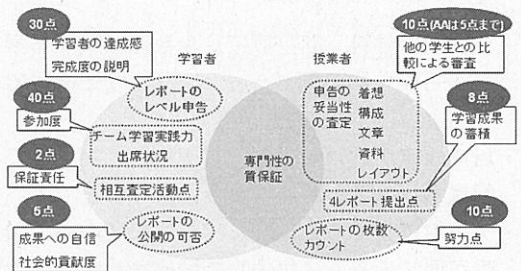 30点
学習者の達成感
完成度の説明
学習者
レポートの
レベル申告
40点
参加度
チーム学習実践力
出席状況
2点
保証責任
相互査定活動点
5点
成果への自信
社会的貢献度
レポートの
公開の可否
専門性の
質保証
授業者
10点(AAは5点まで)
他の学生との比
較による審査
申告の
妥当性
の査定
着想
構成
文章
資料
レイアウト
8点
学習成果
の蓄積
4レポート提出点
レポートの枚数
カウント
10点
努力点